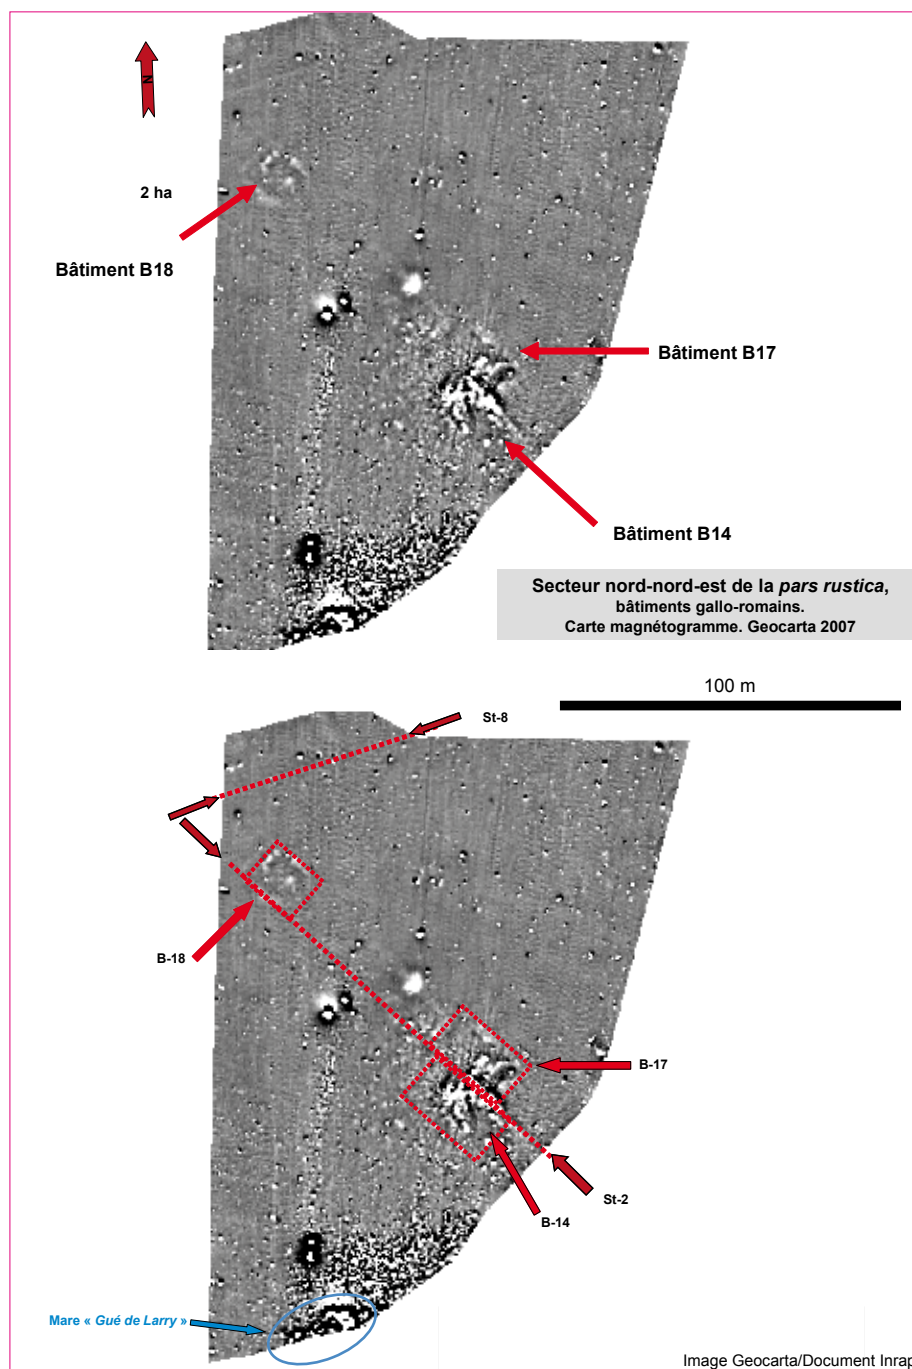 N
2 ha
Bâtiment B18
Bâtiment B17
Bâtiment B14
Secteur nord-nord-est de la pars rustica,
bâtiments gallo-romains.
Carte magnétogramme. Geocarta 2007
100 m
St-8
B-18
B-17
St-2
B-14
Mare « Gué de Larry »
Image Geocarta/Document Inrap